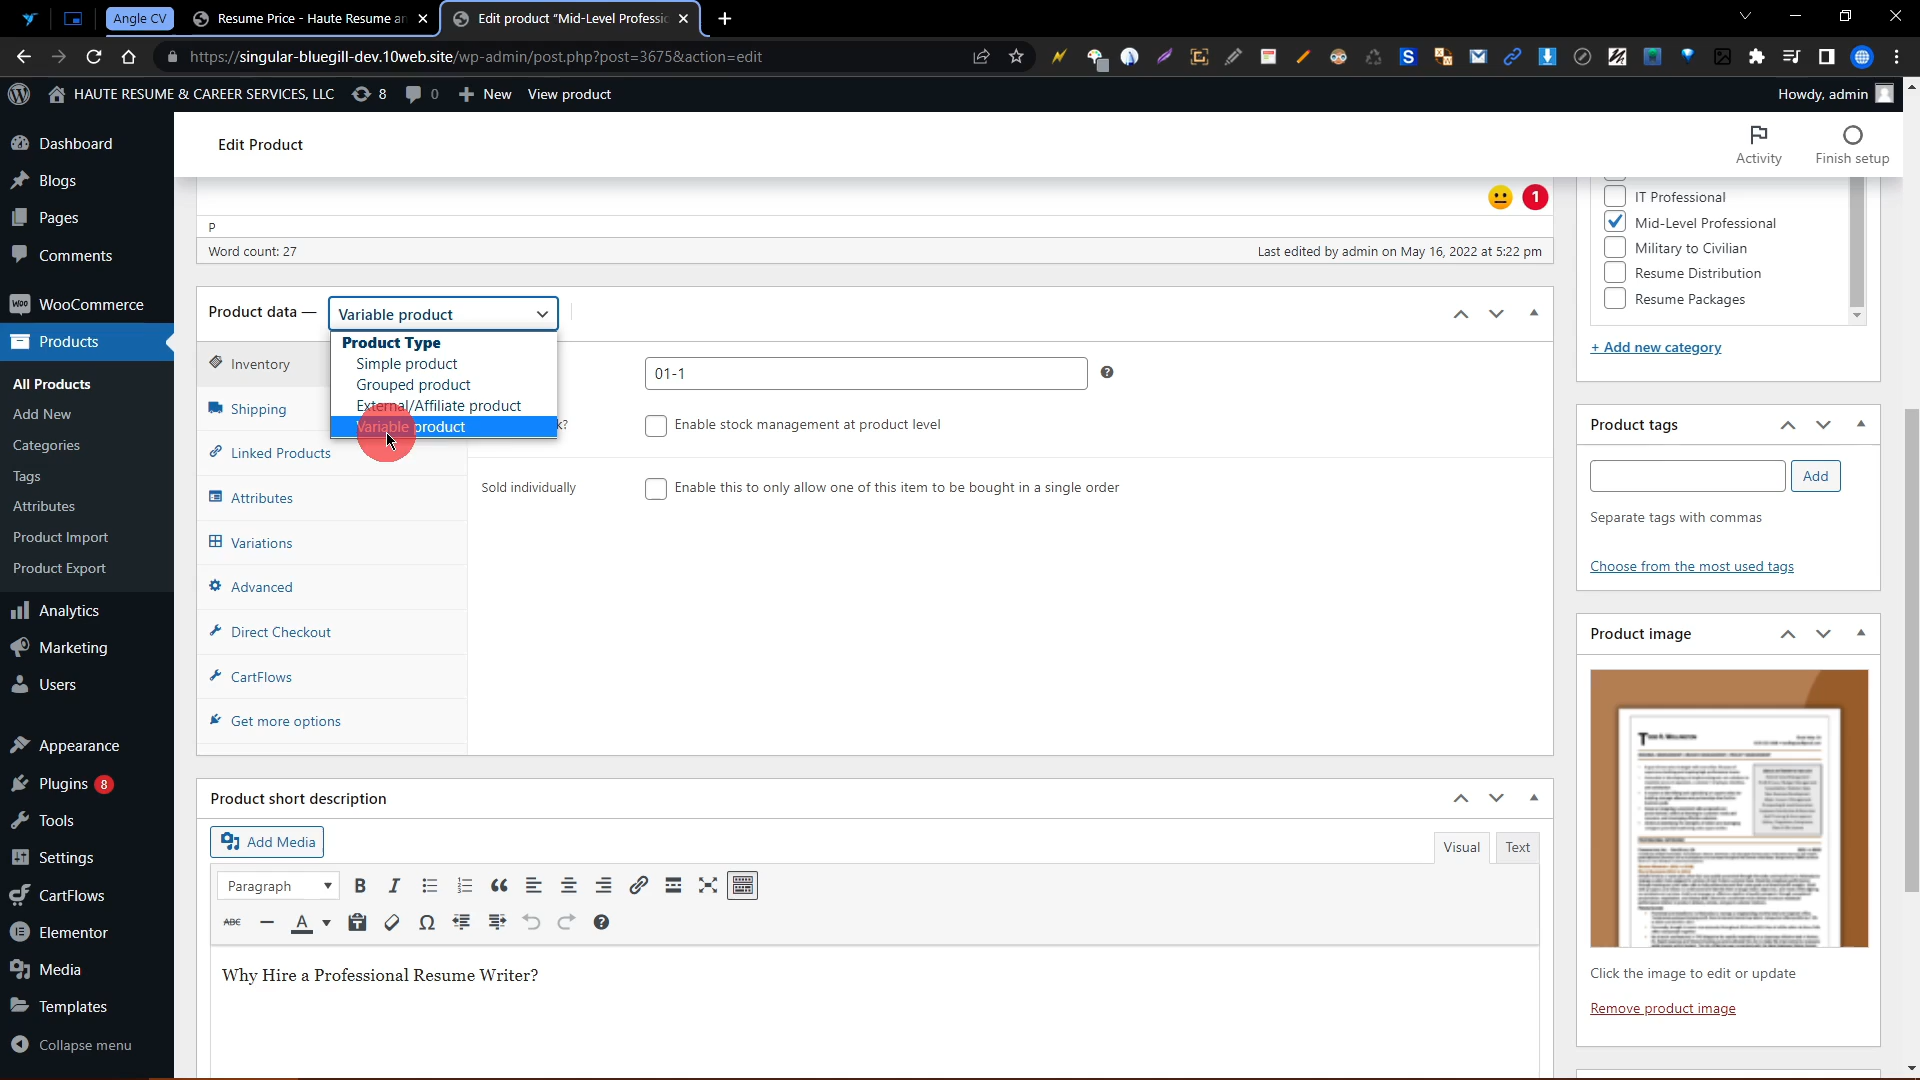 Angle CV
Resume Price - Haute Resume an
Edit product "Mid-Level Professio
https://singular-bluegill-dev.10web.site/wp-admin/post.php?post=3675&action=edit
HAUTE RESUME & CAREER SERVICES, LLC
8
0
New
View product
Howdy, admin
Edit Product
Activity
Finish setup
Dashboard
Blogs
Pages
Comments
WooCommerce
Products
All Products
Add New
Categories
Tags
Attributes
Product Import
Product Export
Analytics
Marketing
Users
Appearance
Plugins 8
Tools
Settings
CartFlows
Elementor
Media
Templates
Collapse menu
1
P
Word count: 27
Last edited by admin on May 16, 2022 at 5:22 pm
Product data —
Variable product
Product Type
Simple product
Grouped product
External/Affiliate product
Variable product
Inventory
Shipping
Linked Products
Attributes
Variations
Advanced
Direct Checkout
CartFlows
Get more options
01-1
k?
Enable stock management at product level
Sold individually
Enable this to only allow one of this item to be bought in a single order
Product short description
Add Media
Visual
Text
Paragraph
Why Hire a Professional Resume Writer?
IT Professional
Mid-Level Professional
Military to Civilian
Resume Distribution
Resume Packages
+ Add new category
Product tags
Add
Separate tags with commas
Choose from the most used tags
Product image
Click the image to edit or update
Remove product image